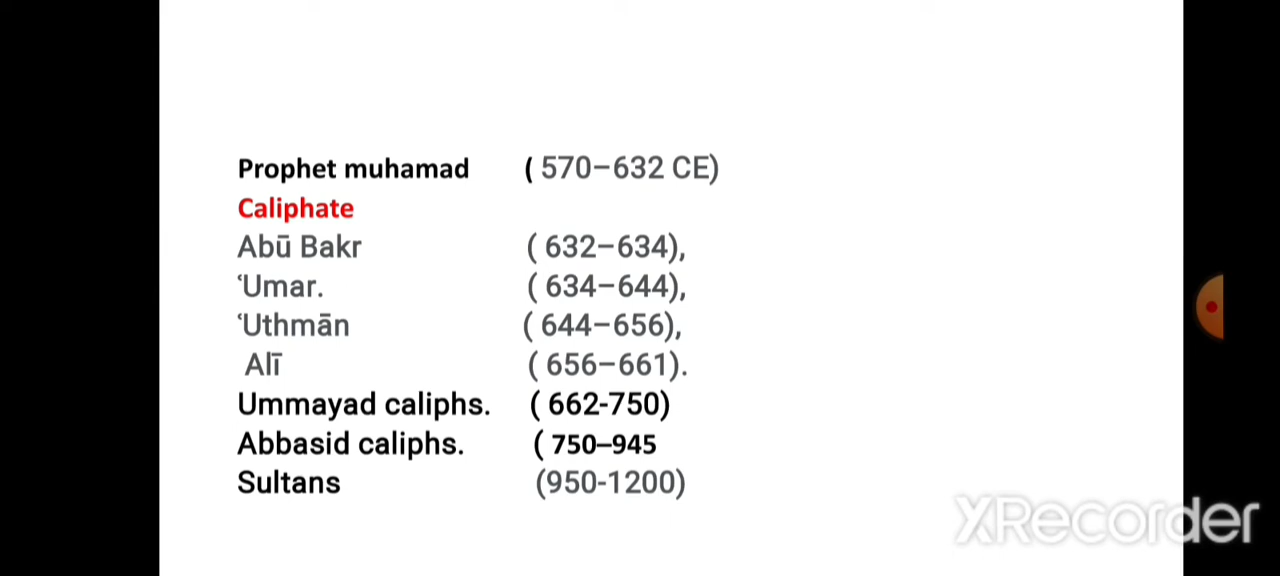 Prophet muhamad ( 570–632 CE)
Caliphate
Abū Bakr ( 632–634),
ʿUmar. ( 634–644),
ʿUthmān ( 644–656),
Alī ( 656–661).
Ummayad caliphs. ( 662-750)
Abbasid caliphs. ( 750–945
Sultans (950-1200)
XRecorder